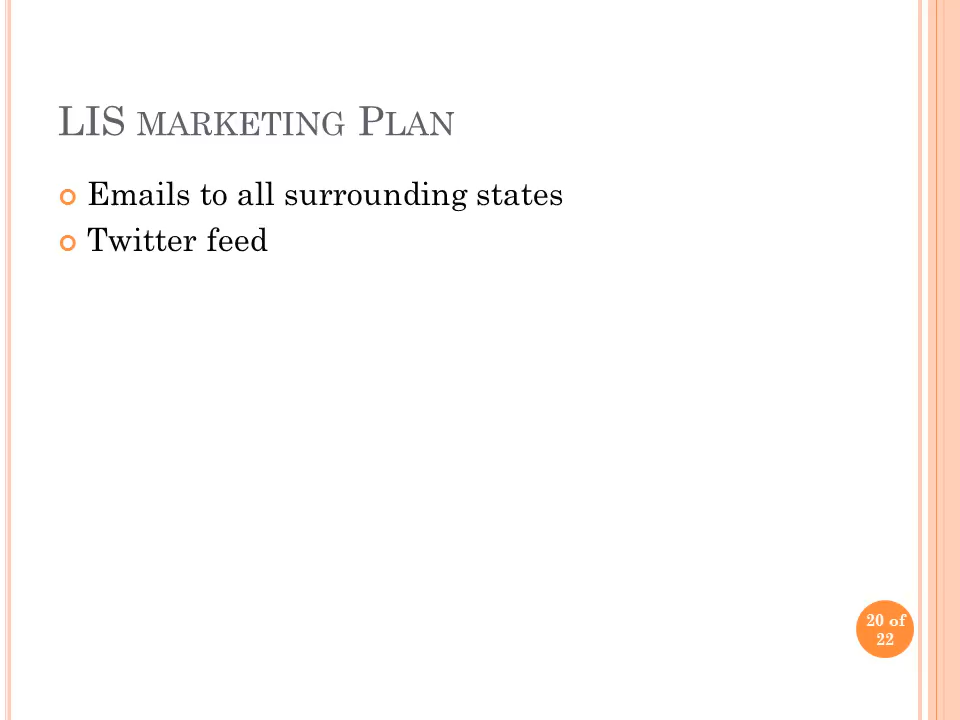 LIS MARKETING PLAN
Emails to all surrounding states
Twitter feed
20 of
22